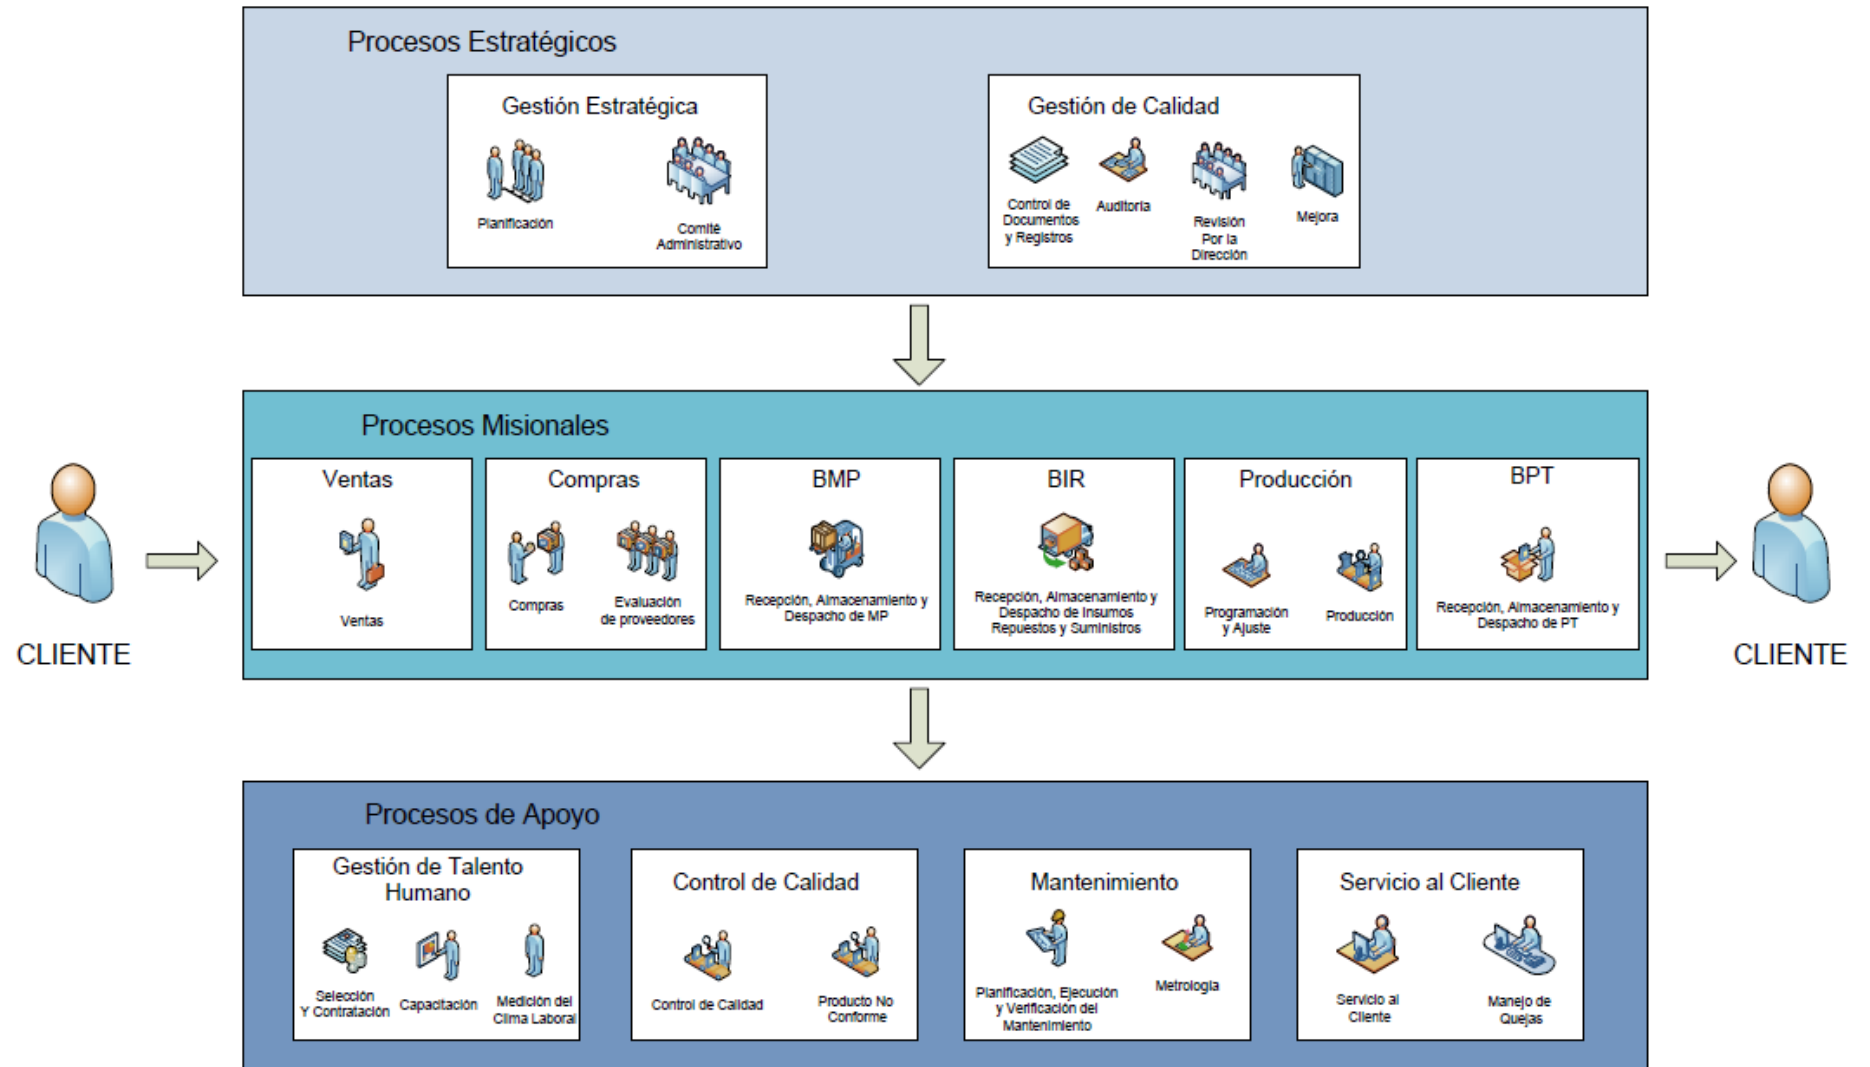 Procesos Estratégicos
Gestión Estratégica
Planificación
Comité
Administrativo
Gestión de Calidad
Control de
Documentos
y Registros
Auditoria
Revisión
Por la
Dirección
Mejora
Procesos Misionales
CLIENTE
Ventas
Ventas
Compras
Compras
Evaluación
de proveedores
BMP
Recepción, Almacenamiento y
Despacho de MP
BIR
Recepción, Almacenamiento y
Despacho de Insumos
Repuestos y Suministros
Producción
Programación
y Ajuste
Producción
BPT
Recepción, Almacenamiento y
Despacho de PT
CLIENTE
Procesos de Apoyo
Gestión de Talento
Humano
Selección
Y Contratación
Capacitación
Medición del
Clima Laboral
Control de Calidad
Control de Calidad
Producto No
Conforme
Mantenimiento
Planificación, Ejecución
y Verificación del
Mantenimiento
Metrologia
Servicio al Cliente
Servicio al
Cliente
Manejo de
Quejas